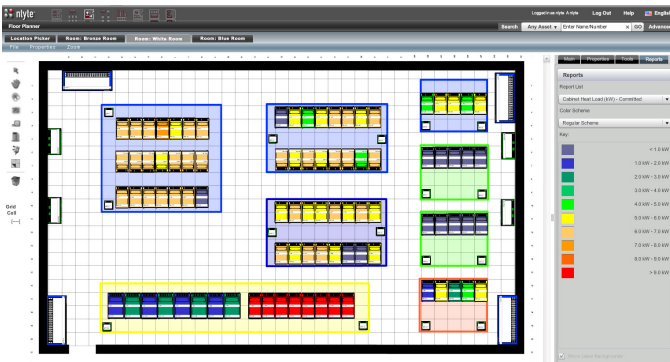 nlyte
Logged in as nlyte A nlyte Log Out Help English
Floor Planner
Search Any Asset Enter Name/Number × GO Advanced
Location Picker Room: Bronze Room Room: White Room Room: Blue Room
File Properties Zoom
Main Properties Tools Reports
Reports
Report List
Cabinet Heat Load (kW) - Committed
Color Scheme
Regular Scheme
Key:
< 1.0 kW
1.0 kW - 2.0 kW
2.0 kW - 3.0 kW
3.0 kW - 4.0 kW
4.0 kW - 5.0 kW
5.0 kW - 6.0 kW
6.0 kW - 7.0 kW
7.0 kW - 8.0 kW
8.0 kW - 9.0 kW
> 9.0 kW
Grid
Cell